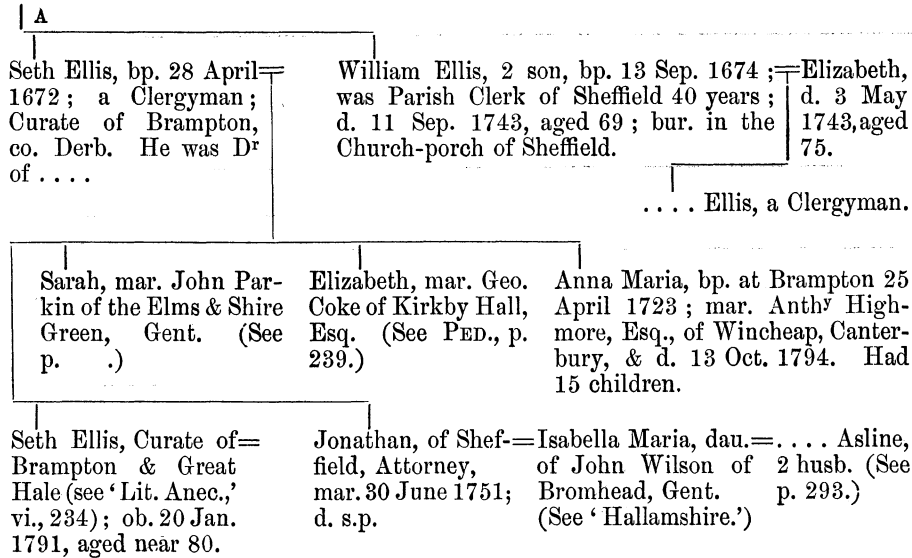 A
Seth Ellis, bp. 28 April=
1672 ; a Clergyman ;
Curate of Brampton,
co. Derb. He was Dʳ
of . . . .
William Ellis, 2 son, bp. 13 Sep. 1674 ;=
was Parish Clerk of Sheffield 40 years ;
d. 11 Sep. 1743, aged 69 ; bur. in the
Church-porch of Sheffield.
Elizabeth,
d. 3 May
1743, aged
75.
. . . . Ellis, a Clergyman.
Sarah, mar. John Par-
kin of the Elms & Shire
Green, Gent. (See
p. .)
Elizabeth, mar. Geo.
Coke of Kirkby Hall,
Esq. (See PED., p.
239.)
Anna Maria, bp. at Brampton 25
April 1723 ; mar. Anthʸ High-
more, Esq., of Wincheap, Canter-
bury, & d. 13 Oct. 1794. Had
15 children.
Seth Ellis, Curate of=
Brampton & Great
Hale (see ‘ Lit. Anec.,’
vi., 234) ; ob. 20 Jan.
1791, aged near 80.
Jonathan, of Shef-=
field, Attorney,
mar. 30 June 1751;
d. s.p.
Isabella Maria, dau.=
of John Wilson of
Bromhead, Gent.
(See ‘ Hallamshire.’)
. . . . Asline,
2 husb. (See
p. 293.)